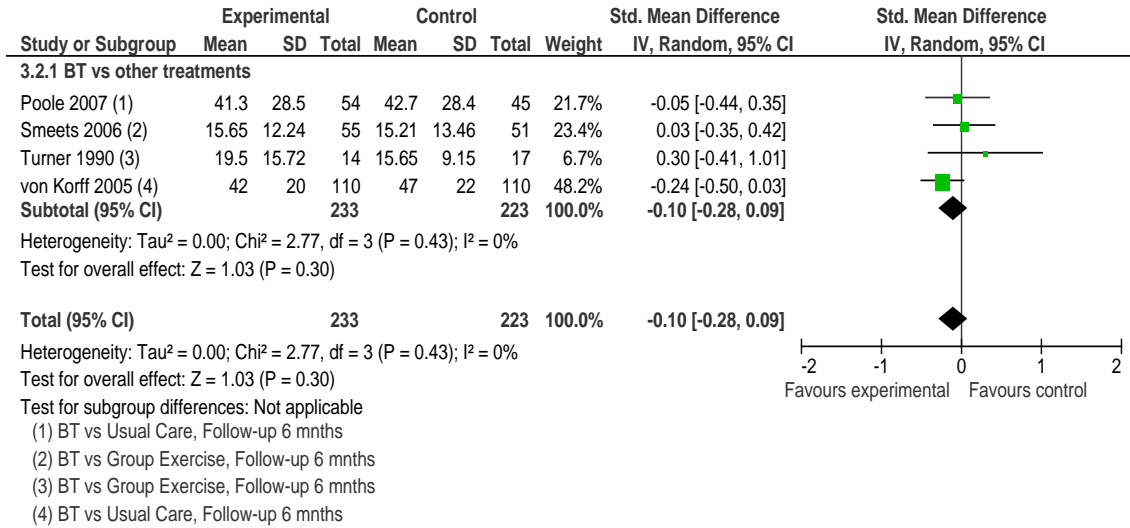 Experimental Control Std. Mean Difference Std. Mean Difference
Study or Subgroup Mean SD Total Mean SD Total Weight IV, Random, 95% CI IV, Random, 95% CI
3.2.1 BT vs other treatments
Poole 2007 (1) 41.3 28.5 54 42.7 28.4 45 21.7% -0.05 [-0.44, 0.35]
Smeets 2006 (2) 15.65 12.24 55 15.21 13.46 51 23.4% 0.03 [-0.35, 0.42]
Turner 1990 (3) 19.5 15.72 14 15.65 9.15 17 6.7% 0.30 [-0.41, 1.01]
von Korff 2005 (4) 42 20 110 47 22 110 48.2% -0.24 [-0.50, 0.03]
Subtotal (95% CI) 233 223 100.0% -0.10 [-0.28, 0.09]
Heterogeneity: Tau² = 0.00; Chi² = 2.77, df = 3 (P = 0.43); I² = 0%
Test for overall effect: Z = 1.03 (P = 0.30)
Total (95% CI) 233 223 100.0% -0.10 [-0.28, 0.09]
Heterogeneity: Tau² = 0.00; Chi² = 2.77, df = 3 (P = 0.43); I² = 0%
Test for overall effect: Z = 1.03 (P = 0.30)
Test for subgroup differences: Not applicable
(1) BT vs Usual Care, Follow-up 6 mnths
(2) BT vs Group Exercise, Follow-up 6 mnths
(3) BT vs Group Exercise, Follow-up 6 mnths
(4) BT vs Usual Care, Follow-up 6 mnths
-2 -1 0 1 2
Favours experimental Favours control